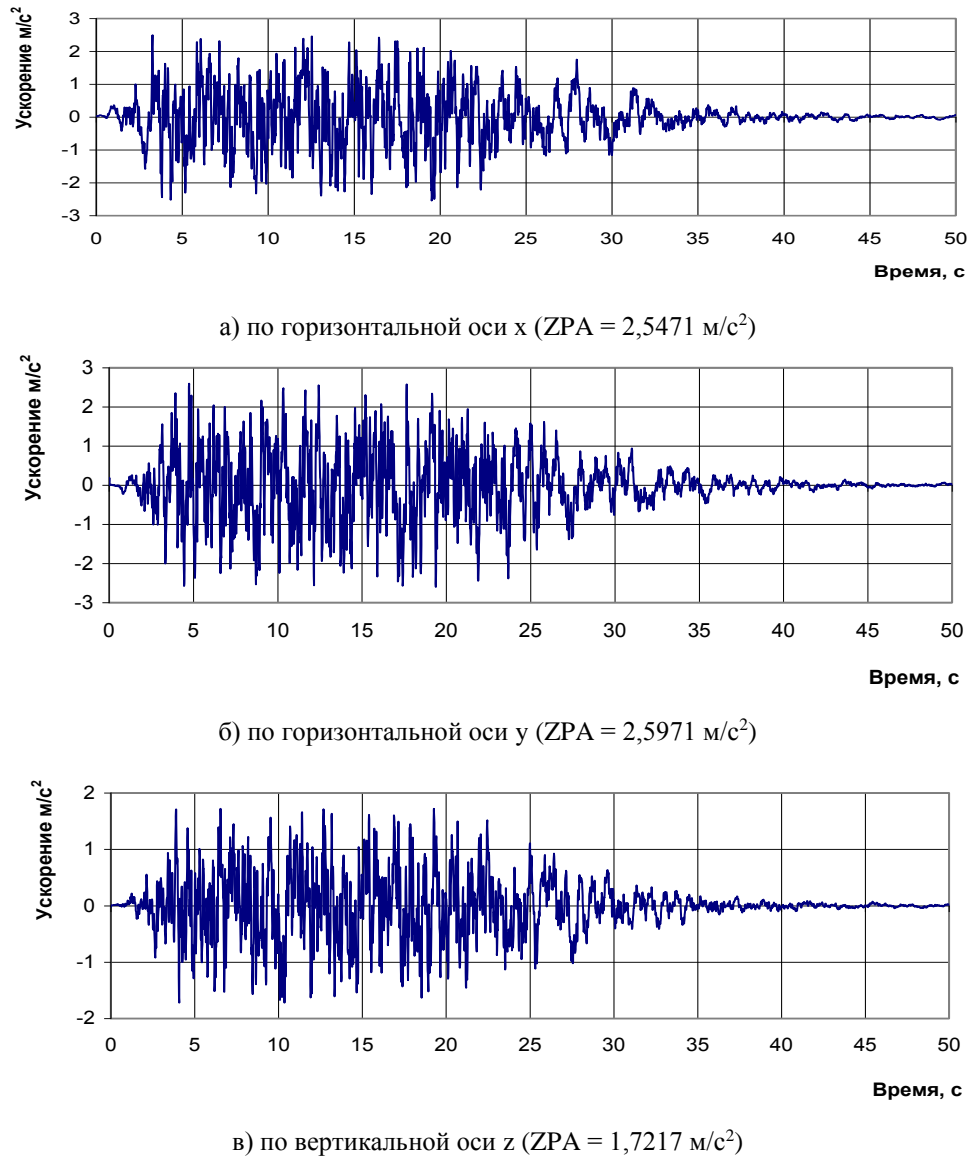 Ускорение м/с²
3
2
1
0
-1
-2
-3
0 5 10 15 20 25 30 35 40 45 50
Время, с
а) по горизонтальной оси x (ZPA = 2,5471 м/с²)
Ускорение м/с²
3
2
1
0
-1
-2
-3
0 5 10 15 20 25 30 35 40 45 50
Время, с
б) по горизонтальной оси y (ZPA = 2,5971 м/с²)
Ускорение м/с²
2
1
0
-1
-2
0 5 10 15 20 25 30 35 40 45 50
Время, с
в) по вертикальной оси z (ZPA = 1,7217 м/с²)